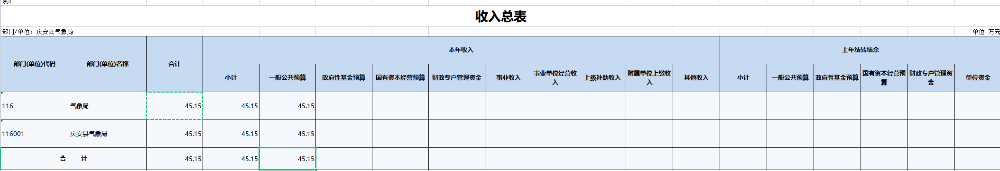 表2
收入总表
部门/单位：庆安县气象局 单位: 万元
部门(单位)代码 部门(单位)名称 合计 本年收入 上年结转结余
小计 一般公共预算 政府性基金预算 国有资本经营预算 财政专户管理资金 事业收入 事业单位经营收入 上级补助收入 附属单位上缴收入 其他收入 小计 一般公共预算 政府性基金预算 国有资本经营预算 财政专户管理资金 单位资金
116 气象局 45.15 45.15 45.15
116001 庆安县气象局 45.15 45.15 45.15
合 计 45.15 45.15 45.15